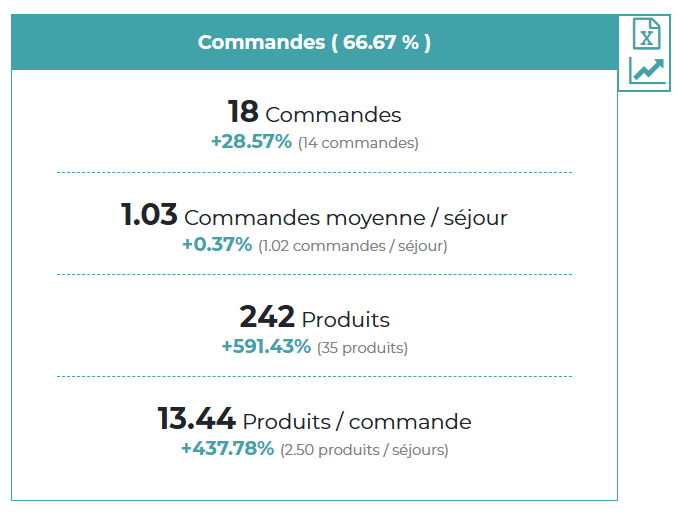 Commandes ( 66.67 % )
X
18 Commandes
+28.57% (14 commandes)
1.03 Commandes moyenne / séjour
+0.37% (1.02 commandes / séjour)
242 Produits
+591.43% (35 produits)
13.44 Produits / commande
+437.78% (2.50 produits / séjours)